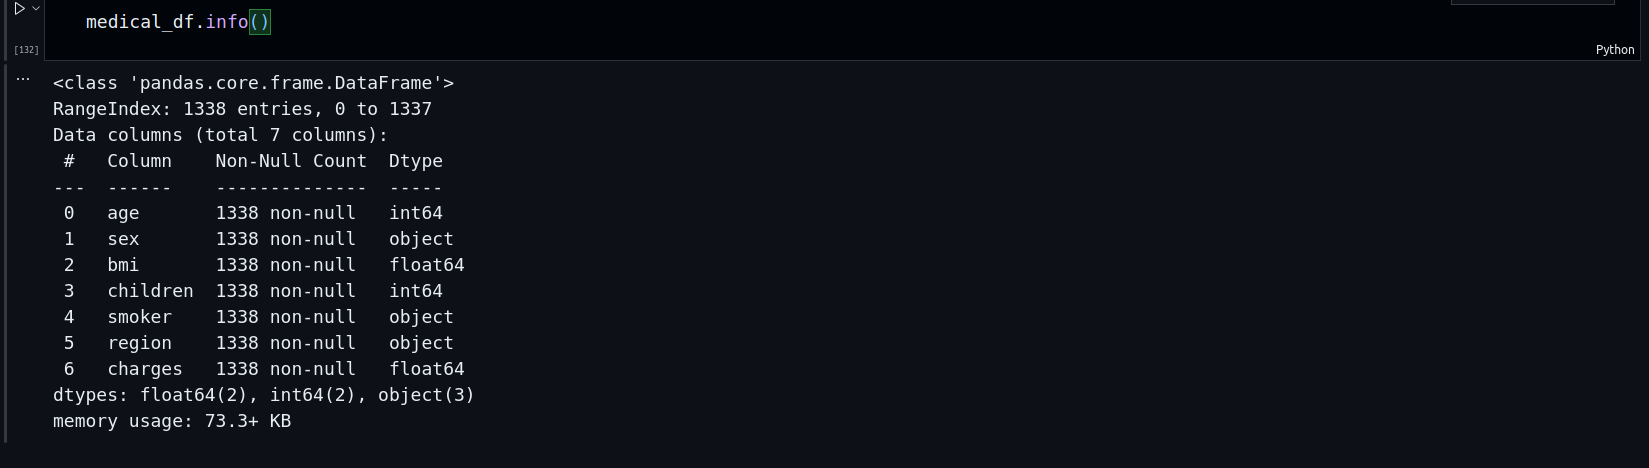 medical_df.info()
[132]
Python
...
<class 'pandas.core.frame.DataFrame'>
RangeIndex: 1338 entries, 0 to 1337
Data columns (total 7 columns):
 #   Column    Non-Null Count  Dtype
---  ------    --------------  -----
 0   age       1338 non-null   int64
 1   sex       1338 non-null   object
 2   bmi       1338 non-null   float64
 3   children  1338 non-null   int64
 4   smoker    1338 non-null   object
 5   region    1338 non-null   object
 6   charges   1338 non-null   float64
dtypes: float64(2), int64(2), object(3)
memory usage: 73.3+ KB